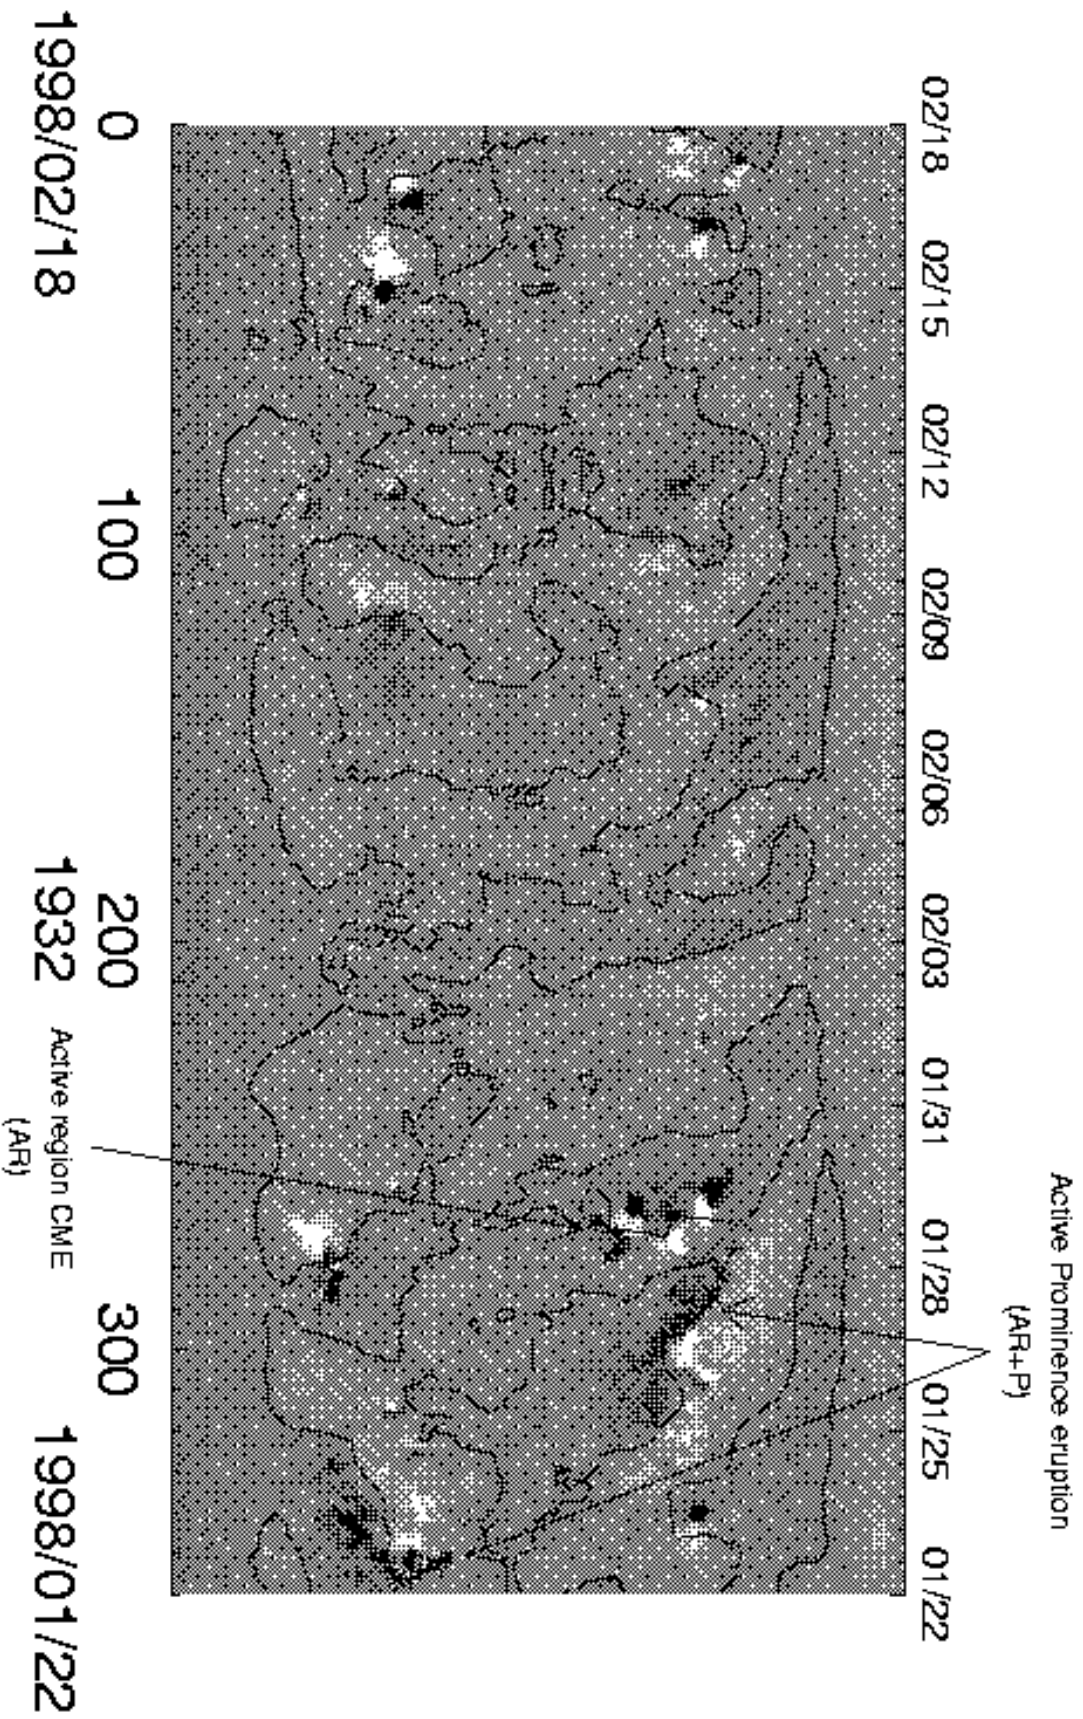 Active Prominence eruption
(AR+P)
02/18 02/15 02/12 02/09 02/06 02/03 01/31 01/28 01/25 01/22
0 100 200 300
1998/02/18 1932 1998/01/22
Active region CME
(AR)